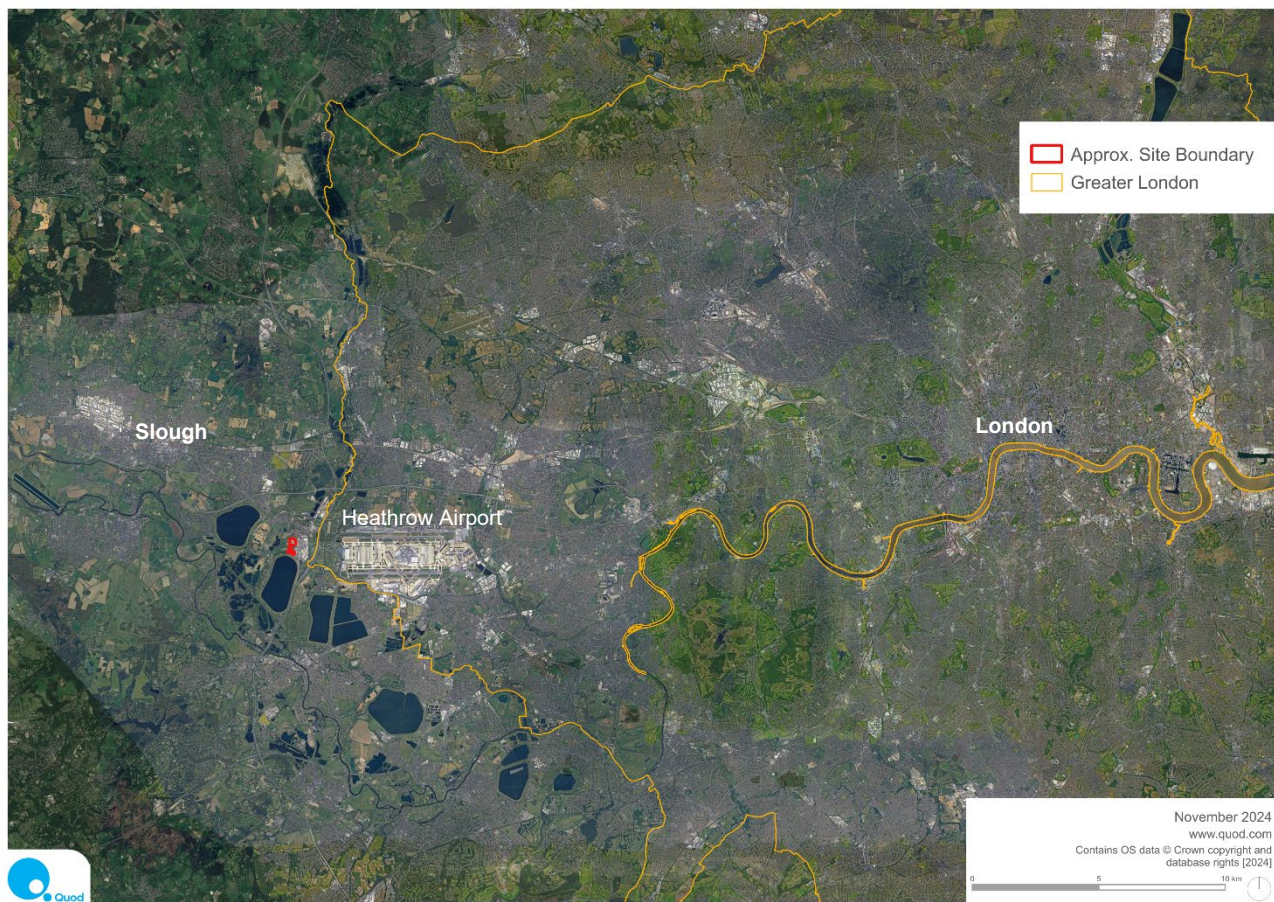 Approx. Site Boundary
Greater London
Slough
London
Heathrow Airport
November 2024
www.quod.com
Contains OS data © Crown copyright and
database rights [2024]
0 5 10 km
Quod